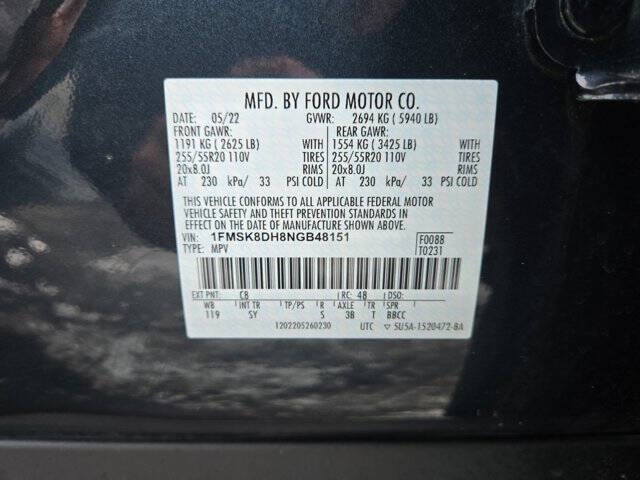 MFD. BY FORD MOTOR CO.
DATE: 05/22 GVWR: 2694 KG ( 5940 LB)
FRONT GAWR: REAR GAWR:
1191 KG ( 2625 LB) WITH 1554 KG ( 3425 LB) WITH
255/55R20 110V TIRES 255/55R20 110V TIRES
20x8.0J RIMS 20x8.0J RIMS
AT 230 kPa/ 33 PSI COLD AT 230 kPa/ 33 PSI COLD
THIS VEHICLE CONFORMS TO ALL APPLICABLE FEDERAL MOTOR
VEHICLE SAFETY AND THEFT PREVENTION STANDARDS IN
EFFECT ON THE DATE OF MANUFACTURE SHOWN ABOVE.
VIN: 1FMSK8DH8NGB48151 F0088
TYPE: MPV T0231
EXT PNT: C8 RC: 48 DSO:
WB INT TR TP/PS R AXLE TR SPR
119 SY S 3B T BBCC
1202205260230 UTC ▽ 5U5A-1520472-BA